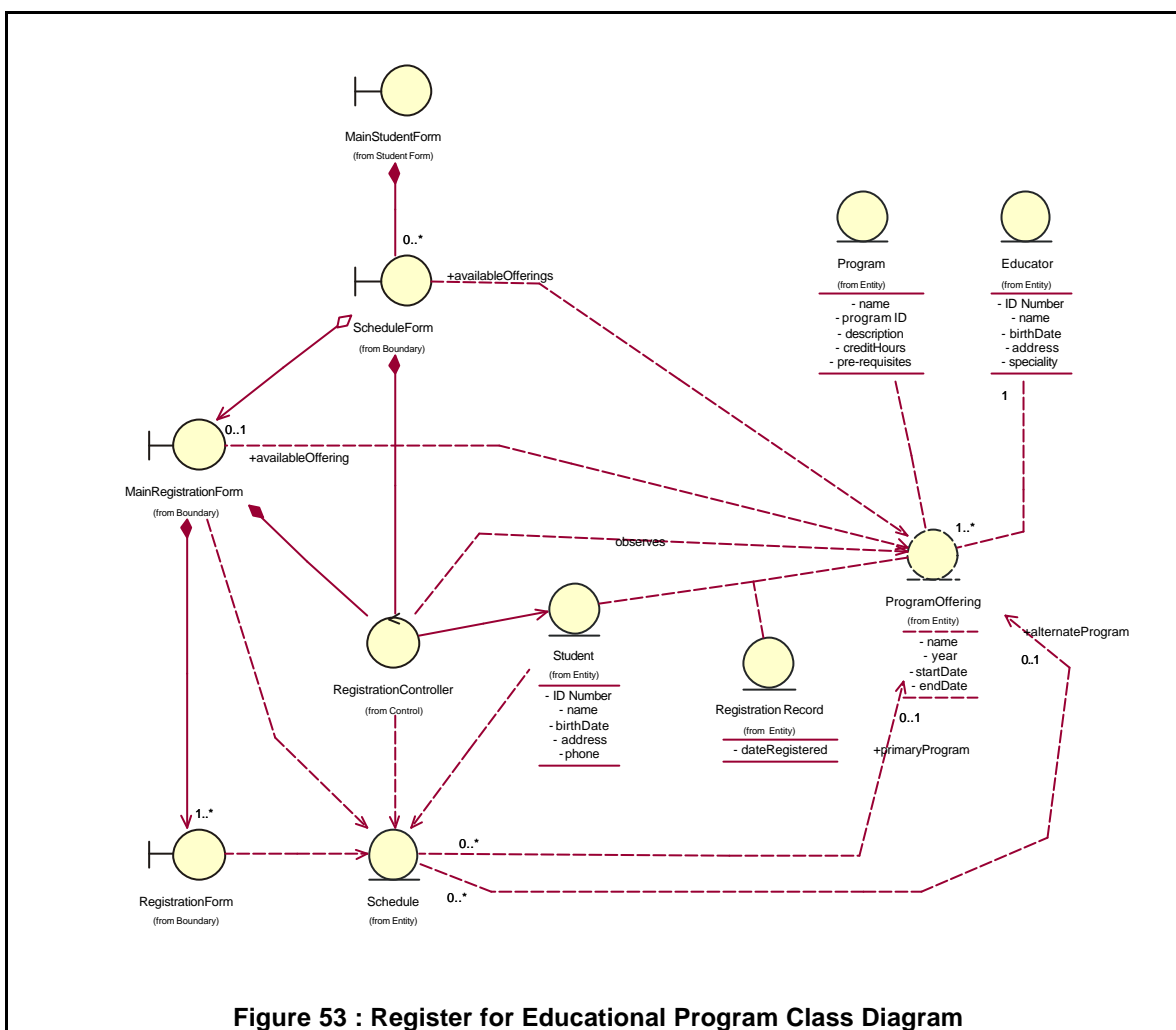 MainStudentForm
(from Student Form)
0..*
+availableOfferings
ScheduleForm
(from Boundary)
Program
(from Entity)
- name
- program ID
- description
- creditHours
- pre-requisites
Educator
(from Entity)
- ID Number
- name
- birthDate
- address
- speciality
1
0..1
+availableOffering
MainRegistrationForm
(from Boundary)
1..*
observes
ProgramOffering
(from Entity)
- name
- year
- startDate
- endDate
+alternateProgram
0..1
0..1
+primaryProgram
RegistrationController
(from Control)
Student
(from Entity)
- ID Number
- name
- birthDate
- address
- phone
Registration Record
(from Entity)
- dateRegistered
1..*
RegistrationForm
(from Boundary)
0..*
0..*
Schedule
(from Entity)
Figure 53 : Register for Educational Program Class Diagram